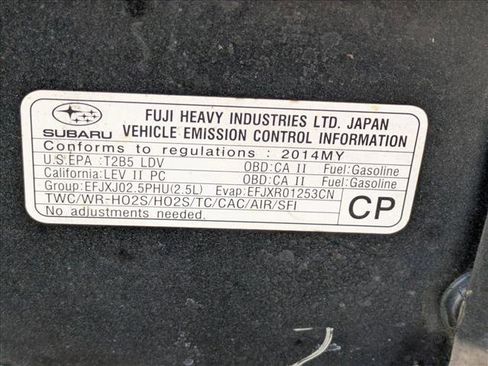 FUJI HEAVY INDUSTRIES LTD. JAPAN
SUBARU VEHICLE EMISSION CONTROL INFORMATION
Conforms to regulations : 2014MY
U.S.EPA :T2B5 LDV OBD:CA II Fuel:Gasoline
California:LEV II PC OBD:CA II Fuel:Gasoline
Group:EFJXJ02.5PHU(2.5L) Evap:EFJXR01253CN
TWC/WR-HO2S/HO2S/TC/CAC/AIR/SFI
No adjustments needed.
CP